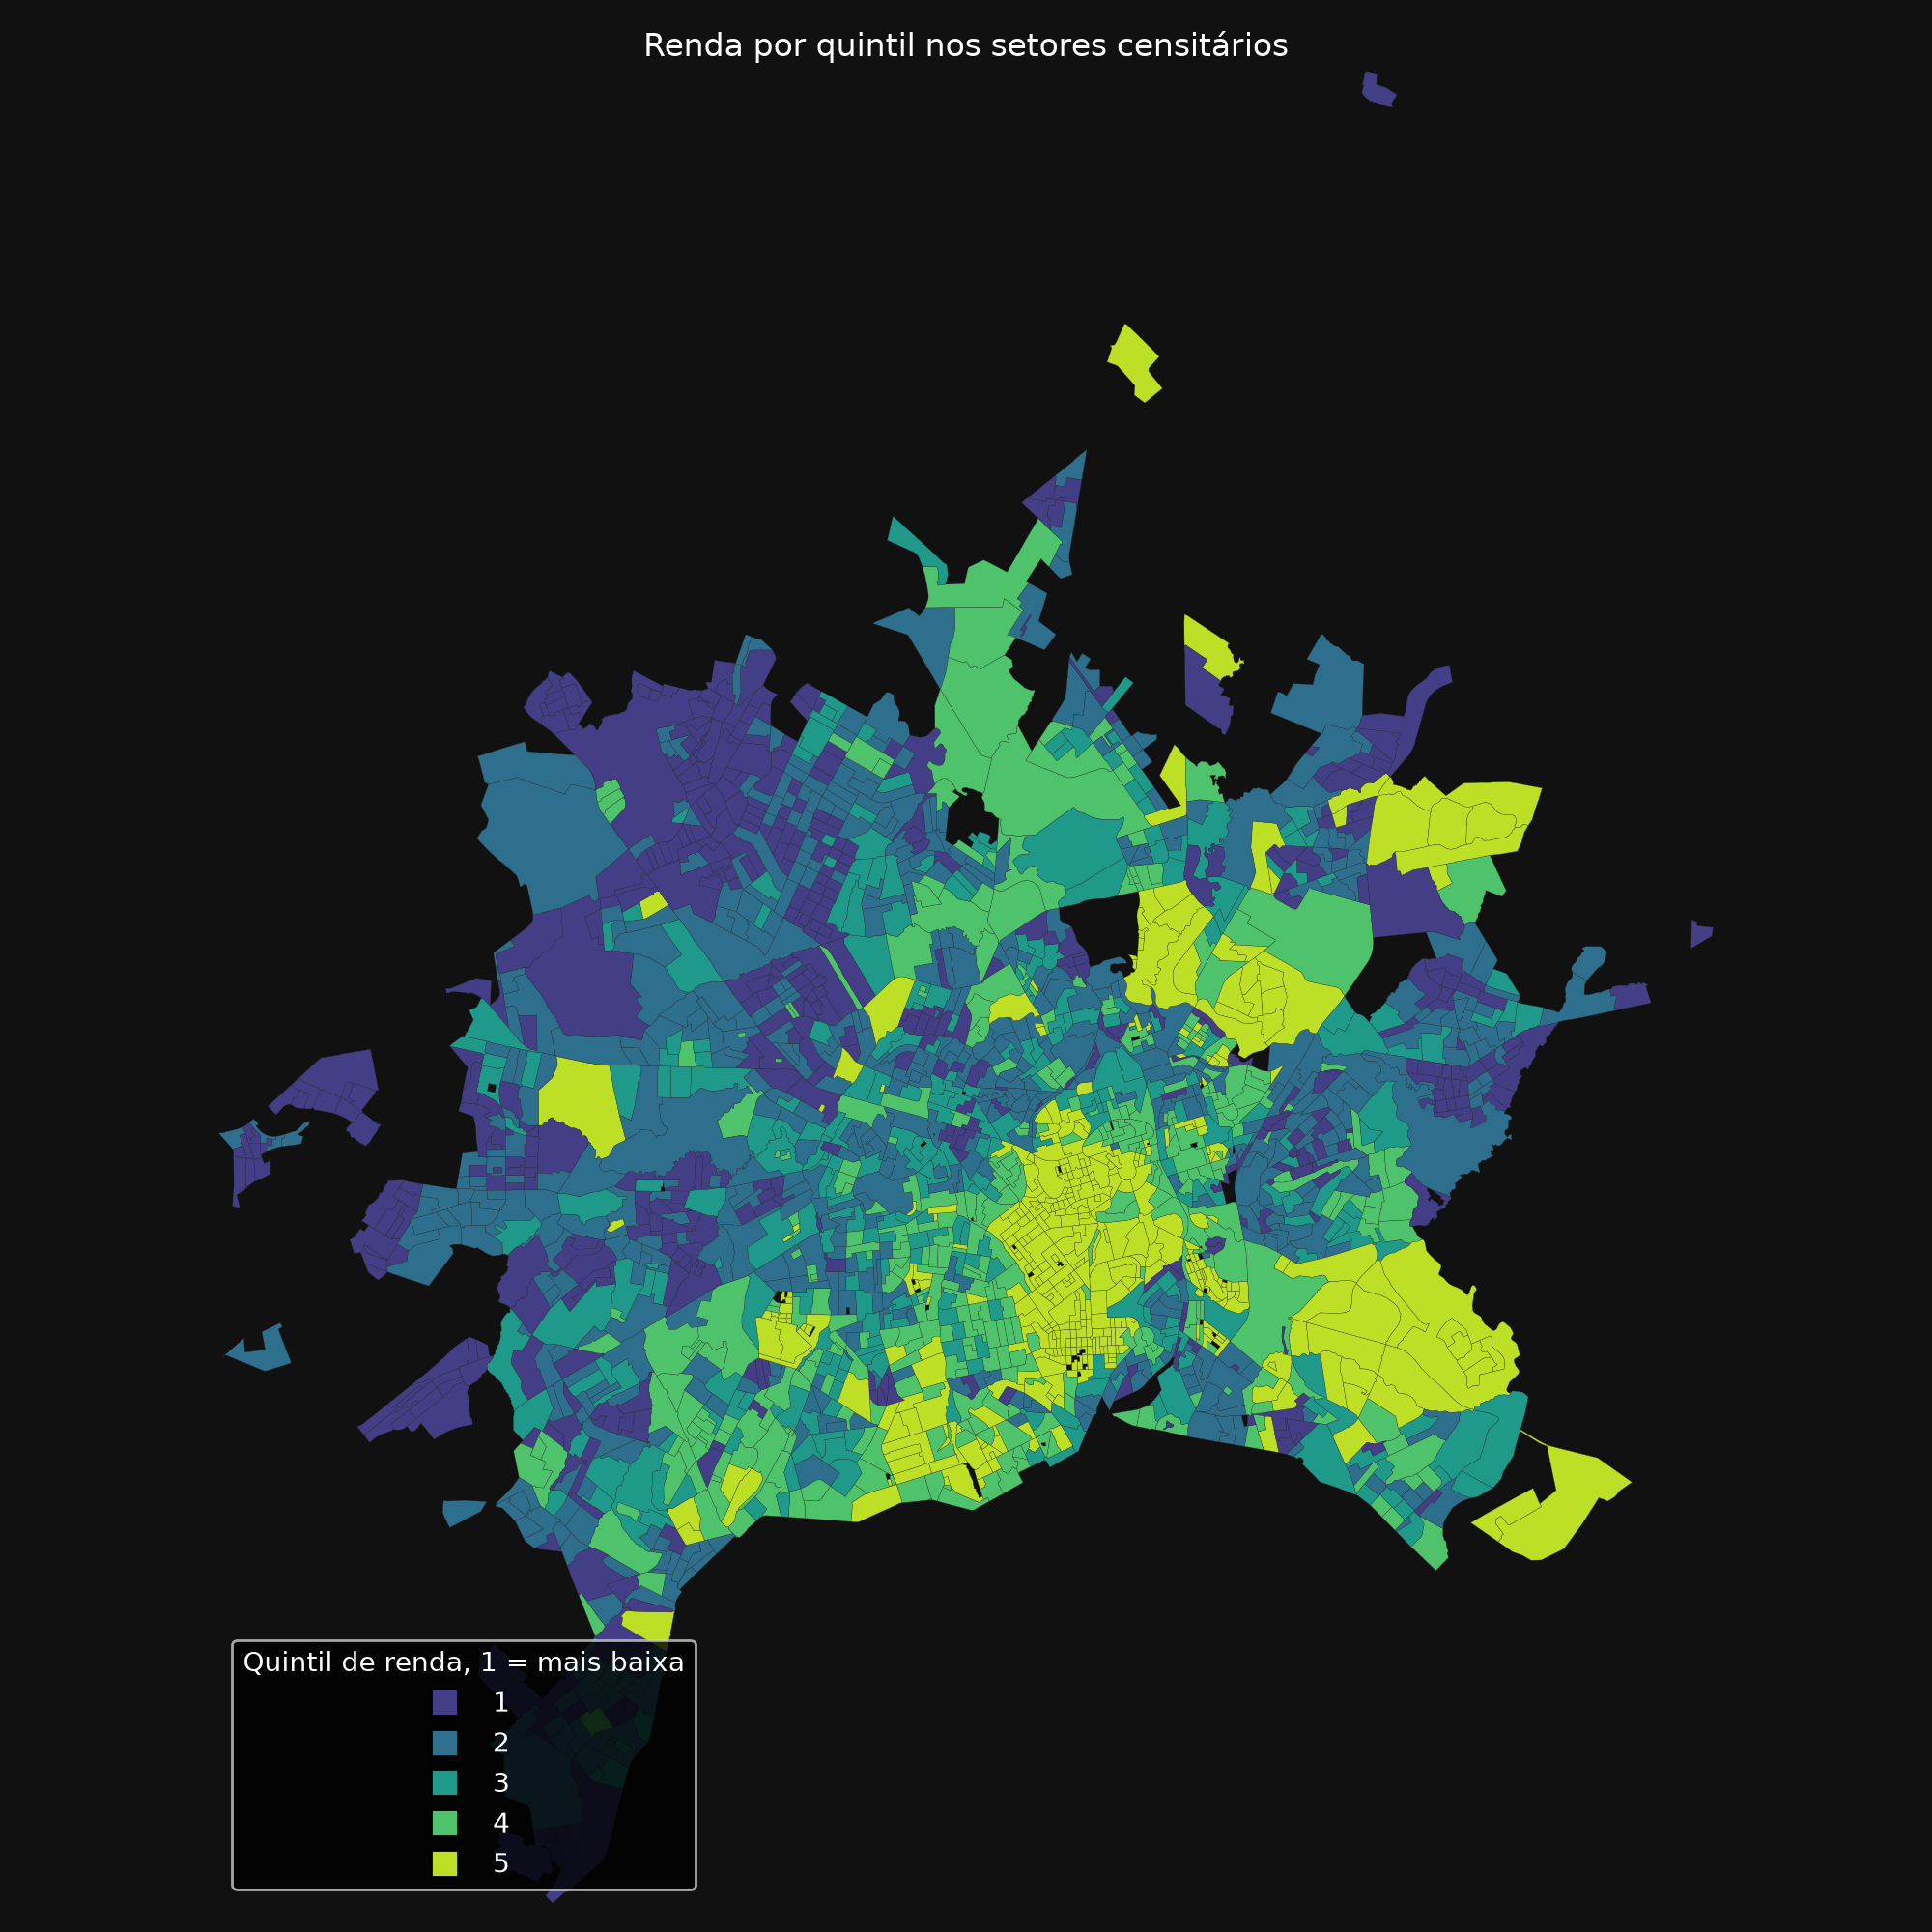 Renda por quintil nos setores censitários
Quintil de renda, 1 = mais baixa
1
2
3
4
5